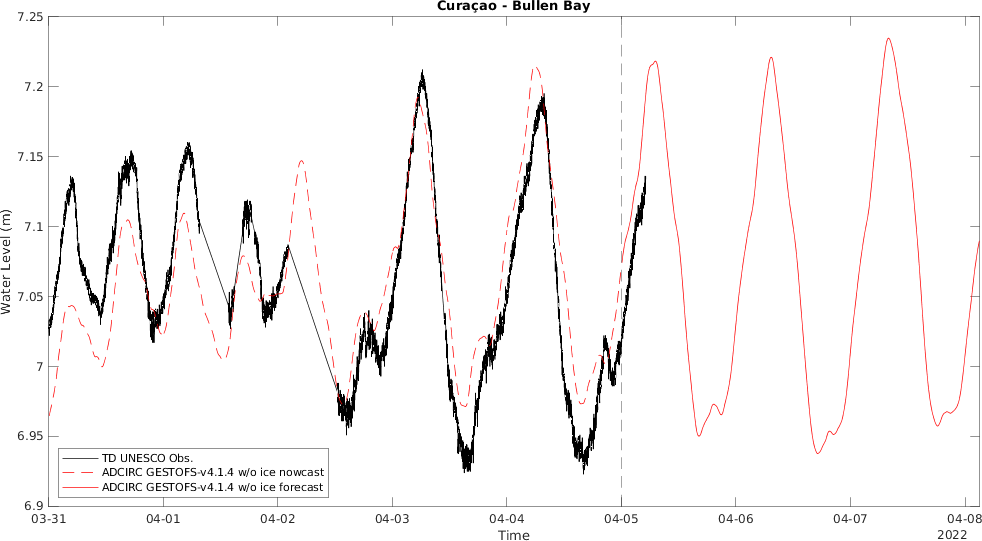 Curaçao - Bullen Bay
7.25
7.2
7.15
7.1
7.05
7
6.95
6.9
Water Level (m)
TD UNESCO Obs.
ADCIRC GESTOFS-v4.1.4 w/o ice nowcast
ADCIRC GESTOFS-v4.1.4 w/o ice forecast
03-31 04-01 04-02 04-03 04-04 04-05 04-06 04-07 04-08
Time
2022